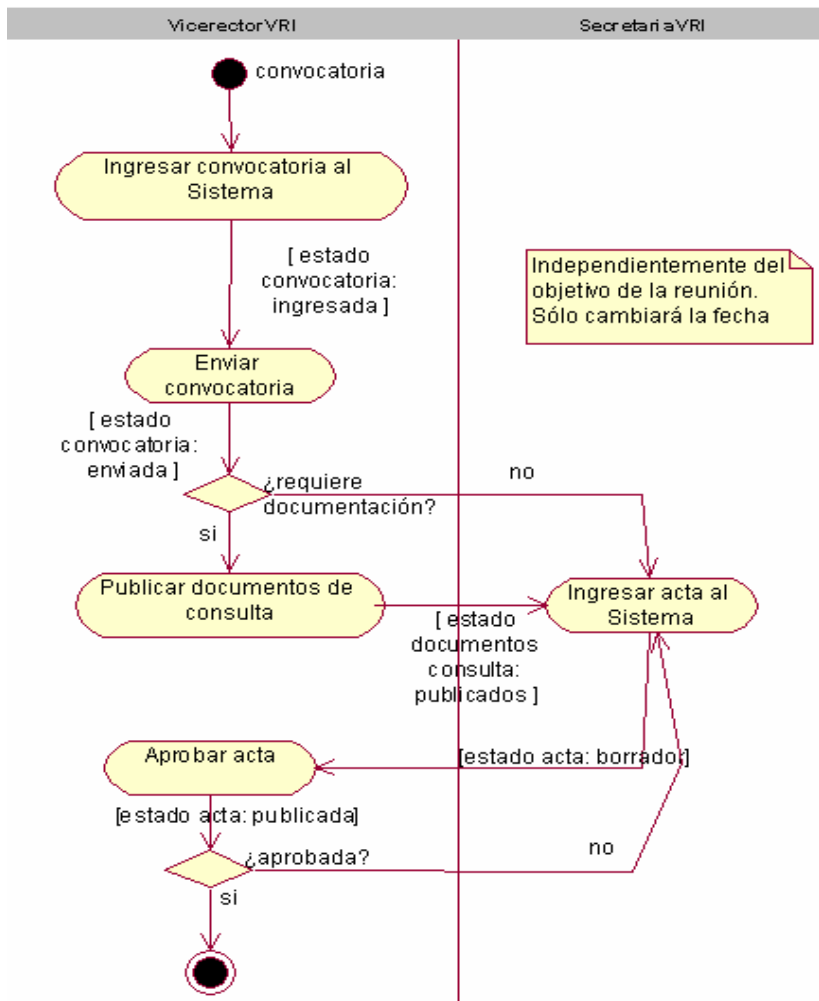 VicerectorVRI
SecretariaVRI
convocatoria
Ingresar convocatoria al
Sistema
[ estado
convocatoria:
ingresada ]
Independientemente del
objetivo de la reunión.
Sólo cambiará la fecha
Enviar
convocatoria
[ estado
convocatoria:
enviada ]
¿requiere
documentación?
no
si
Publicar documentos de
consulta
Ingresar acta al
Sistema
[ estado
documentos
consulta:
publicados ]
Aprobar acta
[estado acta: borrador]
[estado acta: publicada]
¿aprobada?
no
si